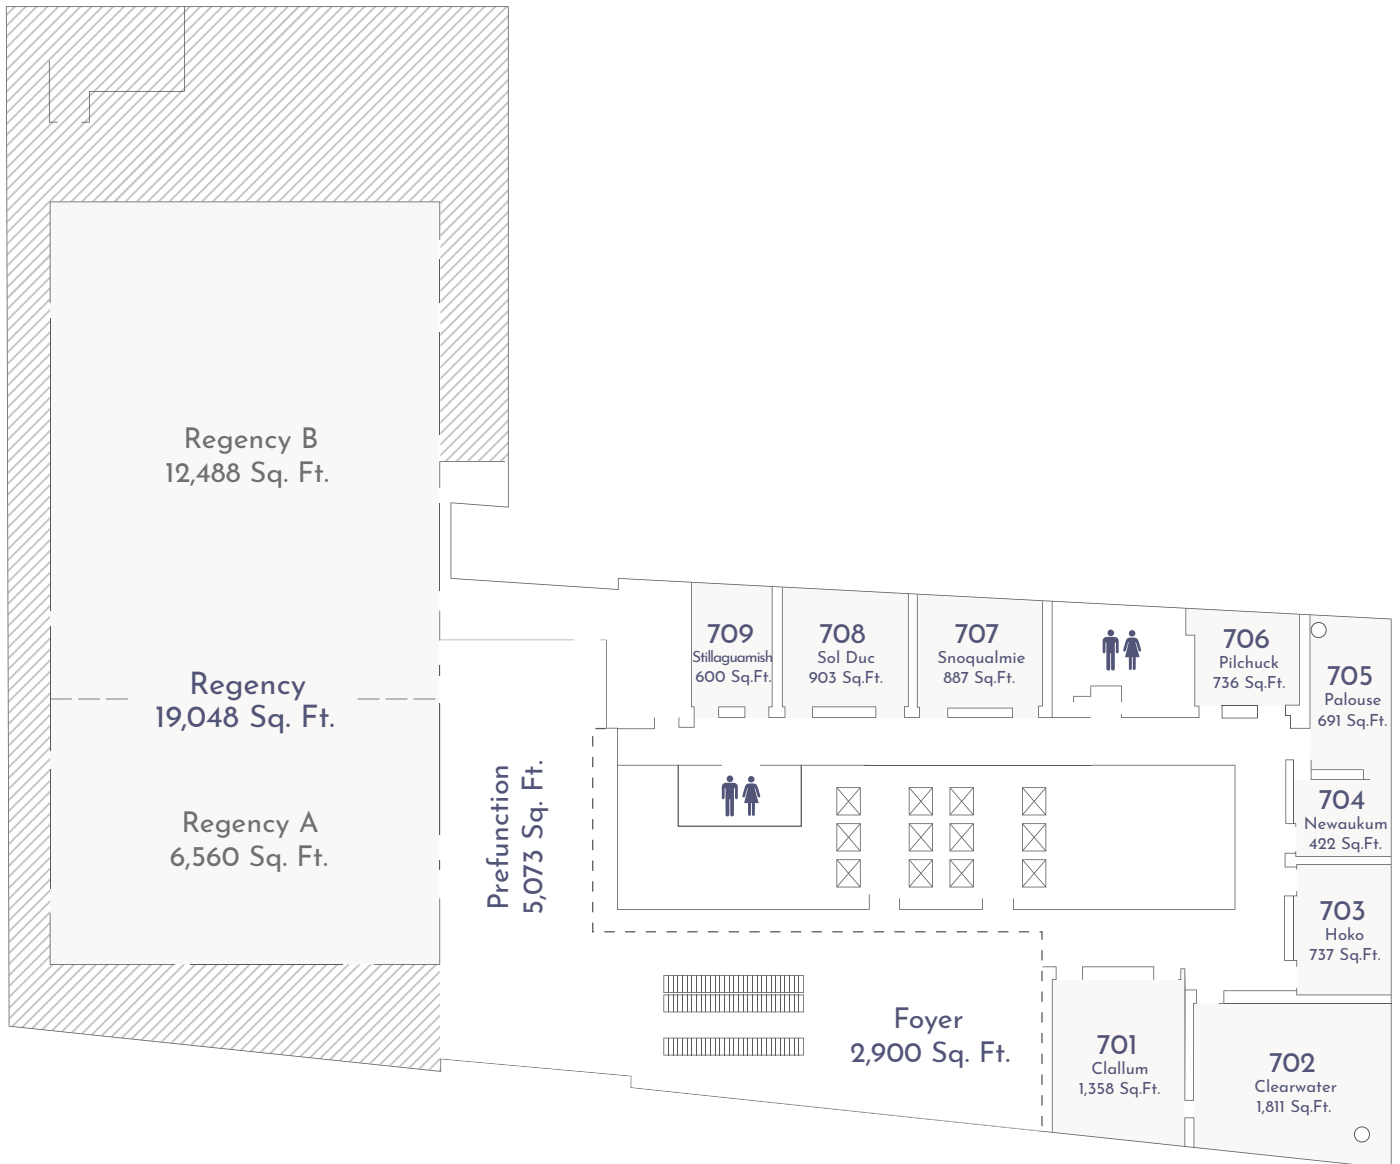 Regency B
12,488 Sq. Ft.
Regency
19,048 Sq. Ft.
Regency A
6,560 Sq. Ft.
Prefunction
5,073 Sq. Ft.
Foyer
2,900 Sq. Ft.
709
Stillaguamish
600 Sq.Ft.
708
Sol Duc
903 Sq.Ft.
707
Snoqualmie
887 Sq.Ft.
706
Pilchuck
736 Sq.Ft.
705
Palouse
691 Sq.Ft.
704
Newaukum
422 Sq.Ft.
703
Hoko
737 Sq.Ft.
701
Clallum
1,358 Sq.Ft.
702
Clearwater
1,811 Sq.Ft.